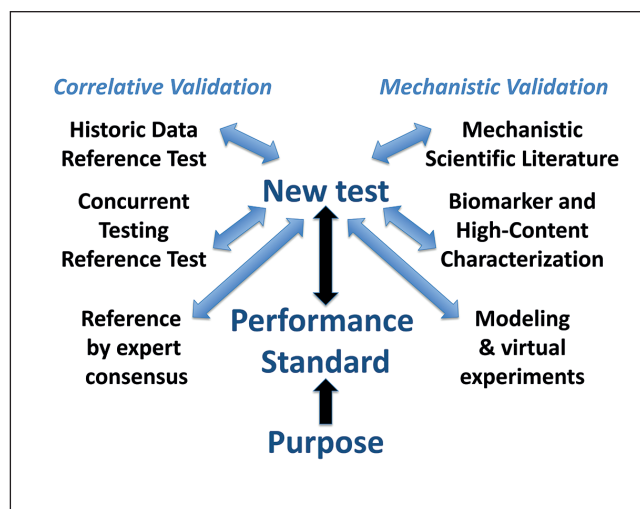 Correlative Validation
Historic Data
Reference Test
Concurrent
Testing
Reference Test
Reference
by expert
consensus
New test
Performance
Standard
Purpose
Mechanistic Validation
Mechanistic
Scientific Literature
Biomarker and
High-Content
Characterization
Modeling
& virtual
experiments